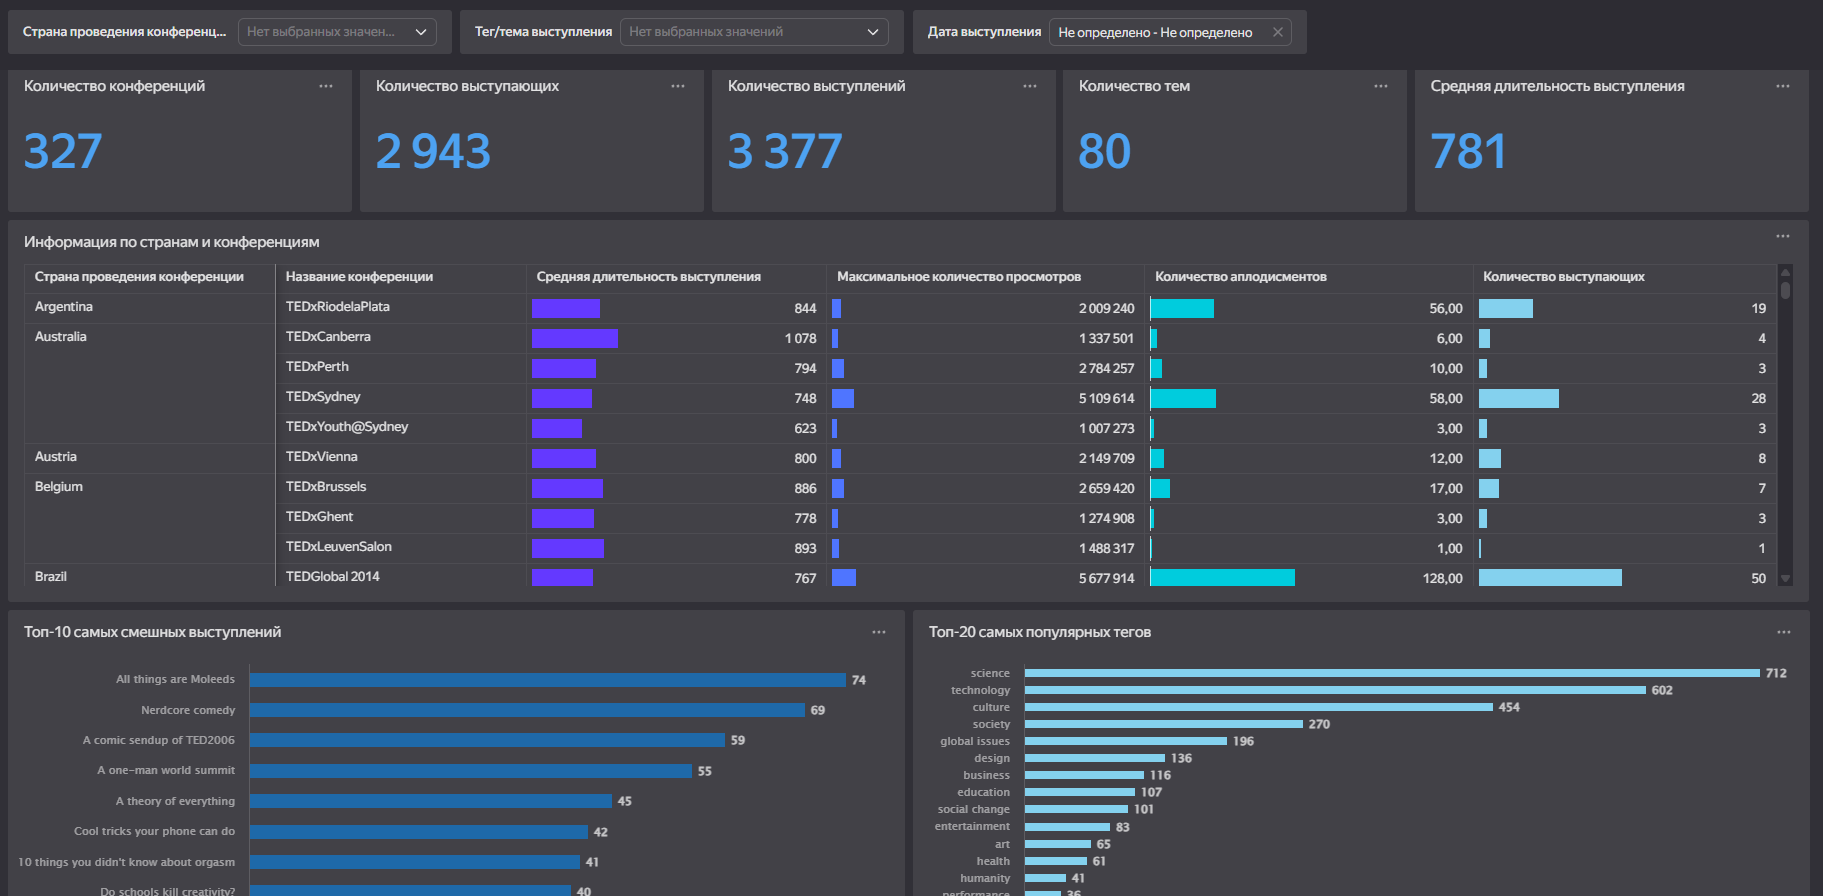 Страна проведения конференц... Нет выбранных значен... Тег/тема выступления Нет выбранных значений Дата выступления Не определено - Не определено
Количество конференций
327
Количество выступающих
2 943
Количество выступлений
3 377
Количество тем
80
Средняя длительность выступления
781
Информация по странам и конференциям
Страна проведения конференции Название конференции Средняя длительность выступления Максимальное количество просмотров Количество аплодисментов Количество выступающих
Argentina TEDxRiodelaPlata 844 2 009 240 56,00 19
Australia TEDxCanberra 1 078 1 337 501 6,00 4
TEDxPerth 794 2 784 257 10,00 3
TEDxSydney 748 5 109 614 58,00 28
TEDxYouth@Sydney 623 1 007 273 3,00 3
Austria TEDxVienna 800 2 149 709 12,00 8
Belgium TEDxBrussels 886 2 659 420 17,00 7
TEDxGhent 778 1 274 908 3,00 3
TEDxLeuvenSalon 893 1 488 317 1,00 1
Brazil TEDGlobal 2014 767 5 677 914 128,00 50
Топ-10 самых смешных выступлений
All things are Moleeds 74
Nerdcore comedy 69
A comic sendup of TED2006 59
A one-man world summit 55
A theory of everything 45
Cool tricks your phone can do 42
10 things you didn't know about orgasm 41
Do schools kill creativity? 40
Топ-20 самых популярных тегов
science 712
technology 602
culture 454
society 270
global issues 196
design 136
business 116
education 107
social change 101
entertainment 83
art 65
health 61
humanity 41
performance 36